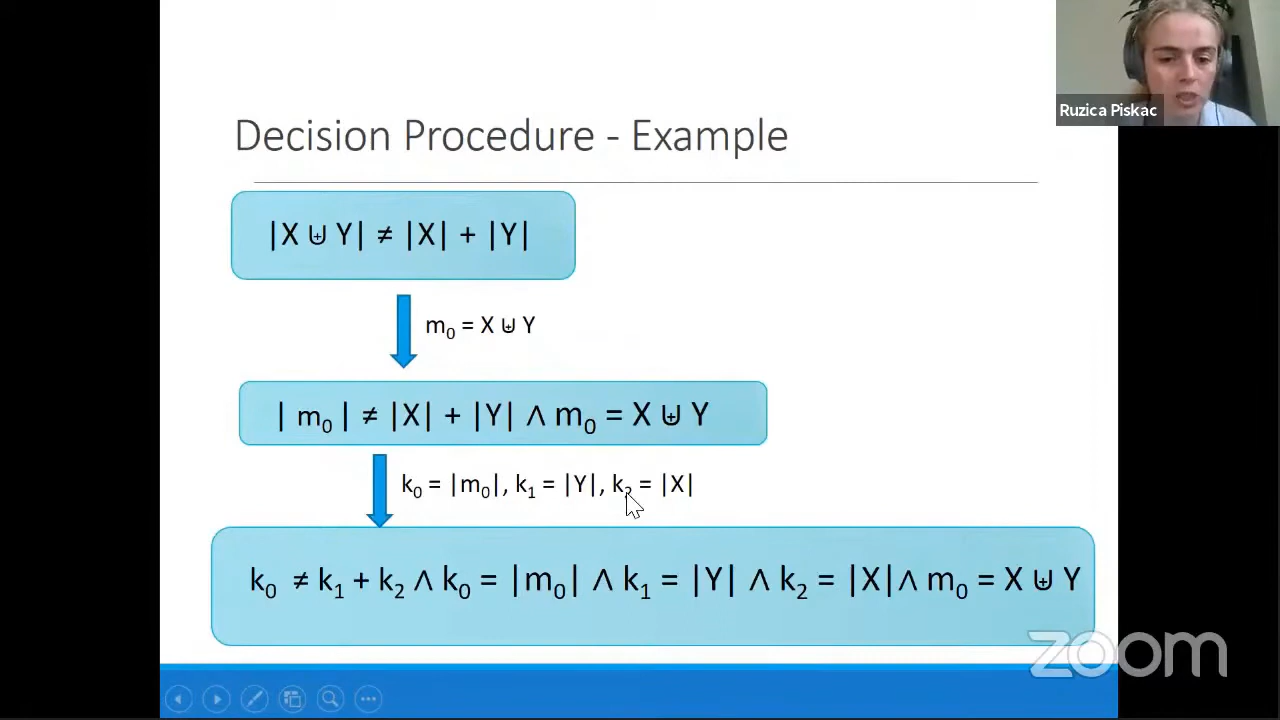 Ruzica Piskac
Decision Procedure - Example
|X ⊎ Y| ≠ |X| + |Y|
m₀ = X ⊎ Y
| m₀ | ≠ |X| + |Y| ∧ m₀ = X ⊎ Y
k₀ = |m₀|, k₁ = |Y|, k₂ = |X|
k₀ ≠ k₁ + k₂ ∧ k₀ = |m₀| ∧ k₁ = |Y| ∧ k₂ = |X| ∧ m₀ = X ⊎ Y
zoom